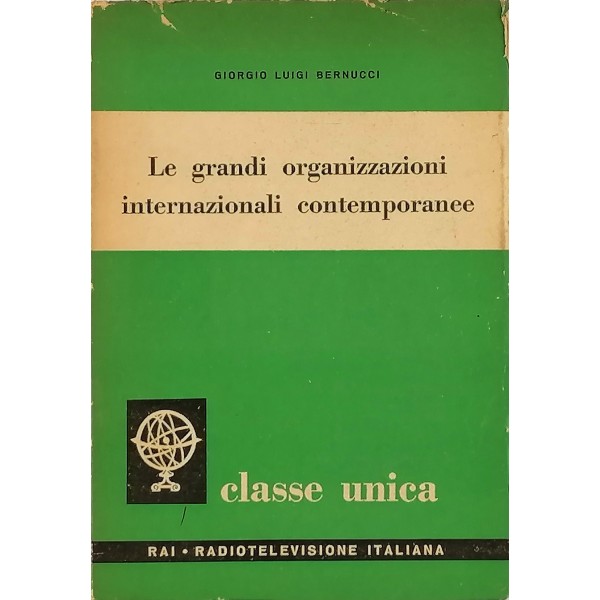 GIORGIO LUIGI BERNUCCI
Le grandi organizzazioni
internazionali contemporanee
classe unica
RAI • RADIOTELEVISIONE ITALIANA